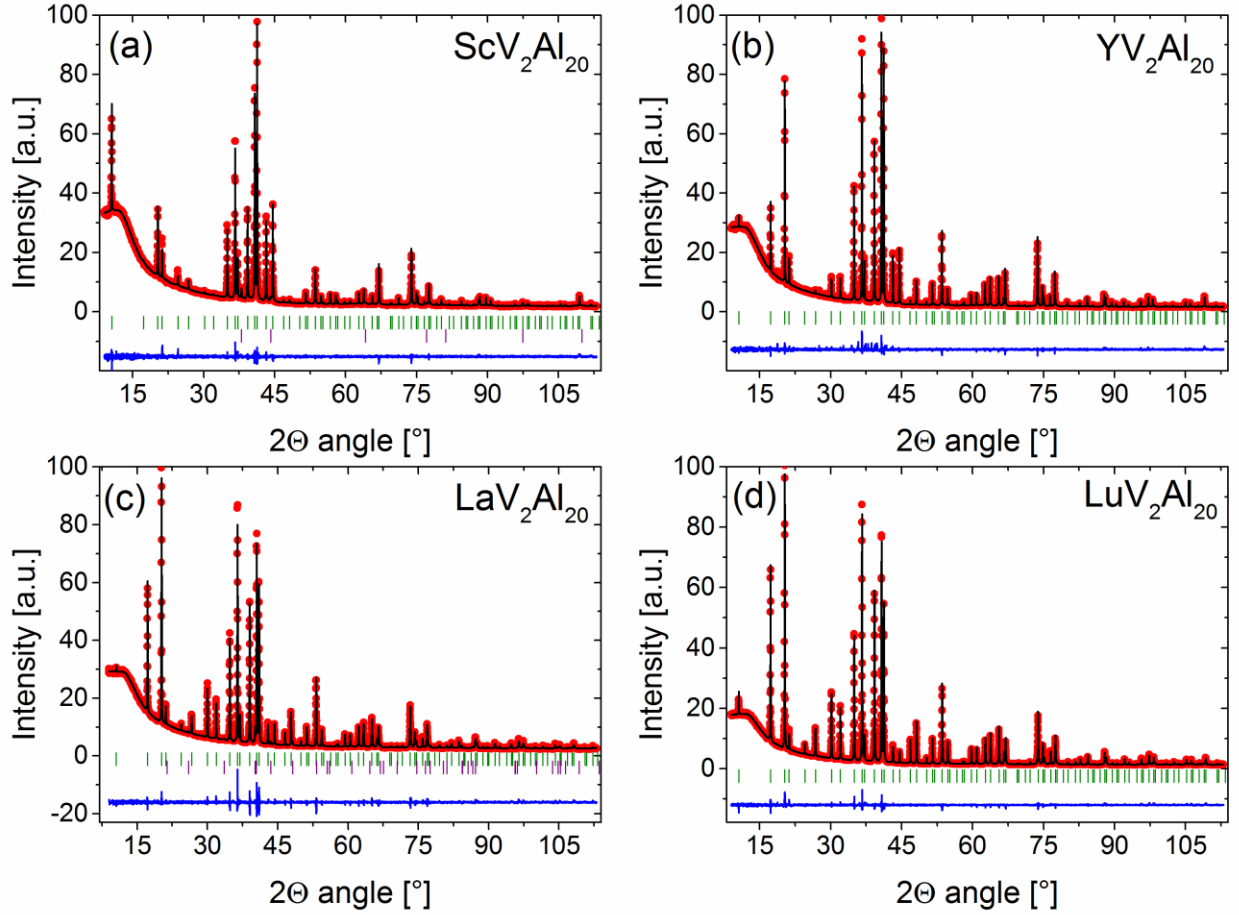 (a) ScV₂Al₂₀
100
80
60
40
20
0
Intensity [a.u.]
15 30 45 60 75 90 105
2Θ angle [°]
(b) YV₂Al₂₀
100
80
60
40
20
0
Intensity [a.u.]
15 30 45 60 75 90 105
2Θ angle [°]
(c) LaV₂Al₂₀
100
80
60
40
20
0
-20
Intensity [a.u.]
15 30 45 60 75 90 105
2Θ angle [°]
(d) LuV₂Al₂₀
100
80
60
40
20
0
Intensity [a.u.]
15 30 45 60 75 90 105
2Θ angle [°]